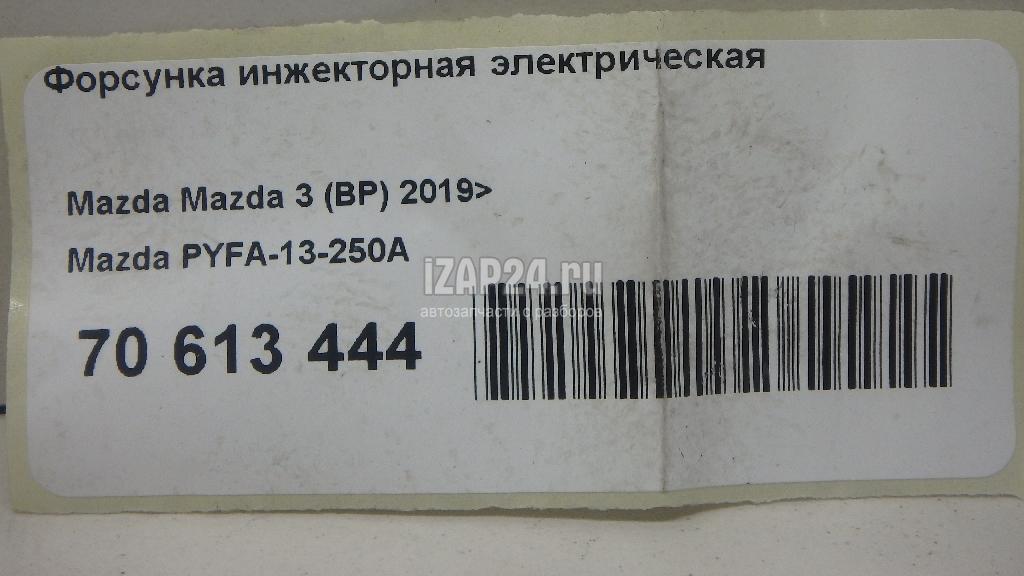 Форсунка инжекторная электрическая
Mazda Mazda 3 (BP) 2019>
Mazda PYFA-13-250A
iZAP24.ru
автозапчасти с разборов
70 613 444